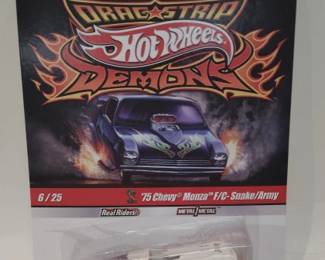 DRAG★STRIP
HOT WHEELS
DEMONS
6 / 25
'75 Chevy® Monza™ F/C- Snake/Army
Real Riders®
METAL/METAL